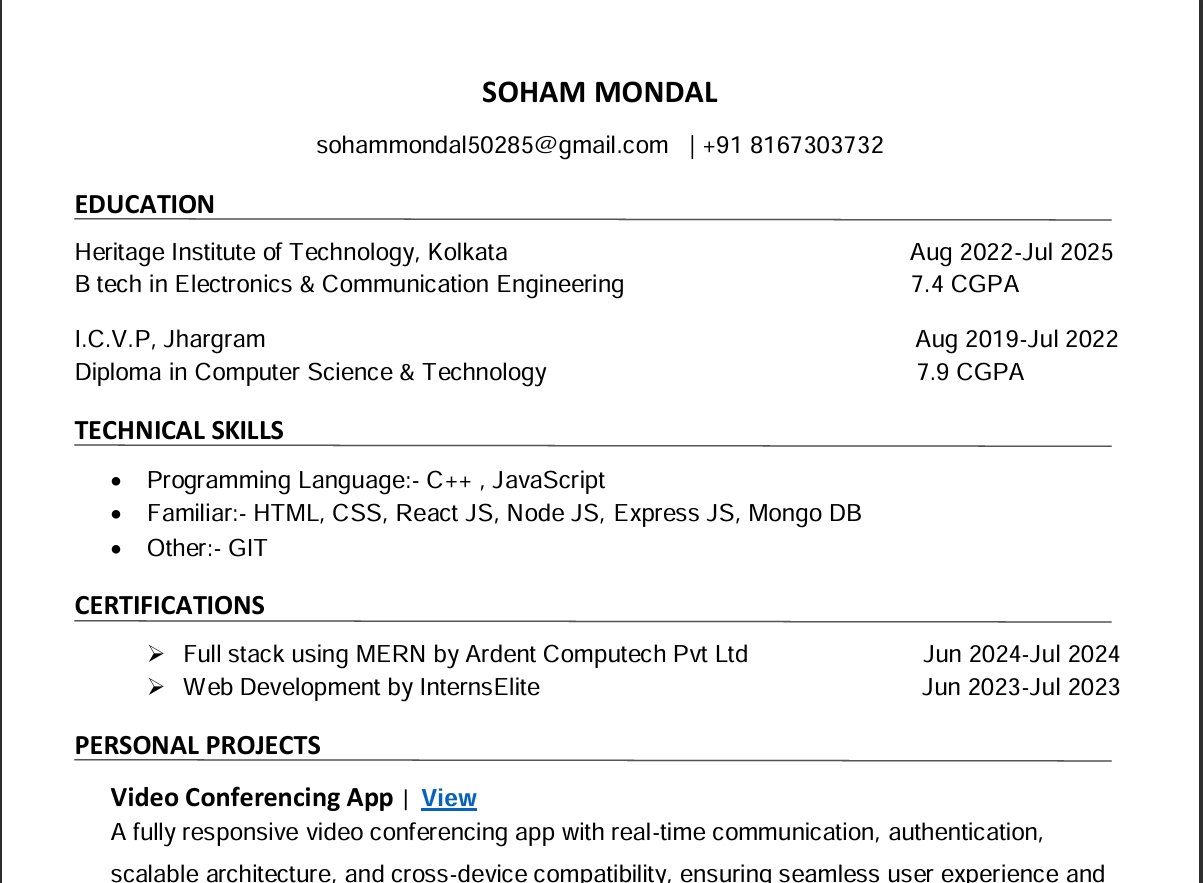 SOHAM MONDAL
sohammondal50285@gmail.com | +91 8167303732
EDUCATION
Heritage Institute of Technology, Kolkata Aug 2022-Jul 2025
B tech in Electronics & Communication Engineering 7.4 CGPA
I.C.V.P, Jhargram Aug 2019-Jul 2022
Diploma in Computer Science & Technology 7.9 CGPA
TECHNICAL SKILLS
• Programming Language:- C++ , JavaScript
• Familiar:- HTML, CSS, React JS, Node JS, Express JS, Mongo DB
• Other:- GIT
CERTIFICATIONS
➢ Full stack using MERN by Ardent Computech Pvt Ltd Jun 2024-Jul 2024
➢ Web Development by InternsElite Jun 2023-Jul 2023
PERSONAL PROJECTS
Video Conferencing App | View
A fully responsive video conferencing app with real-time communication, authentication,
scalable architecture, and cross-device compatibility, ensuring seamless user experience and